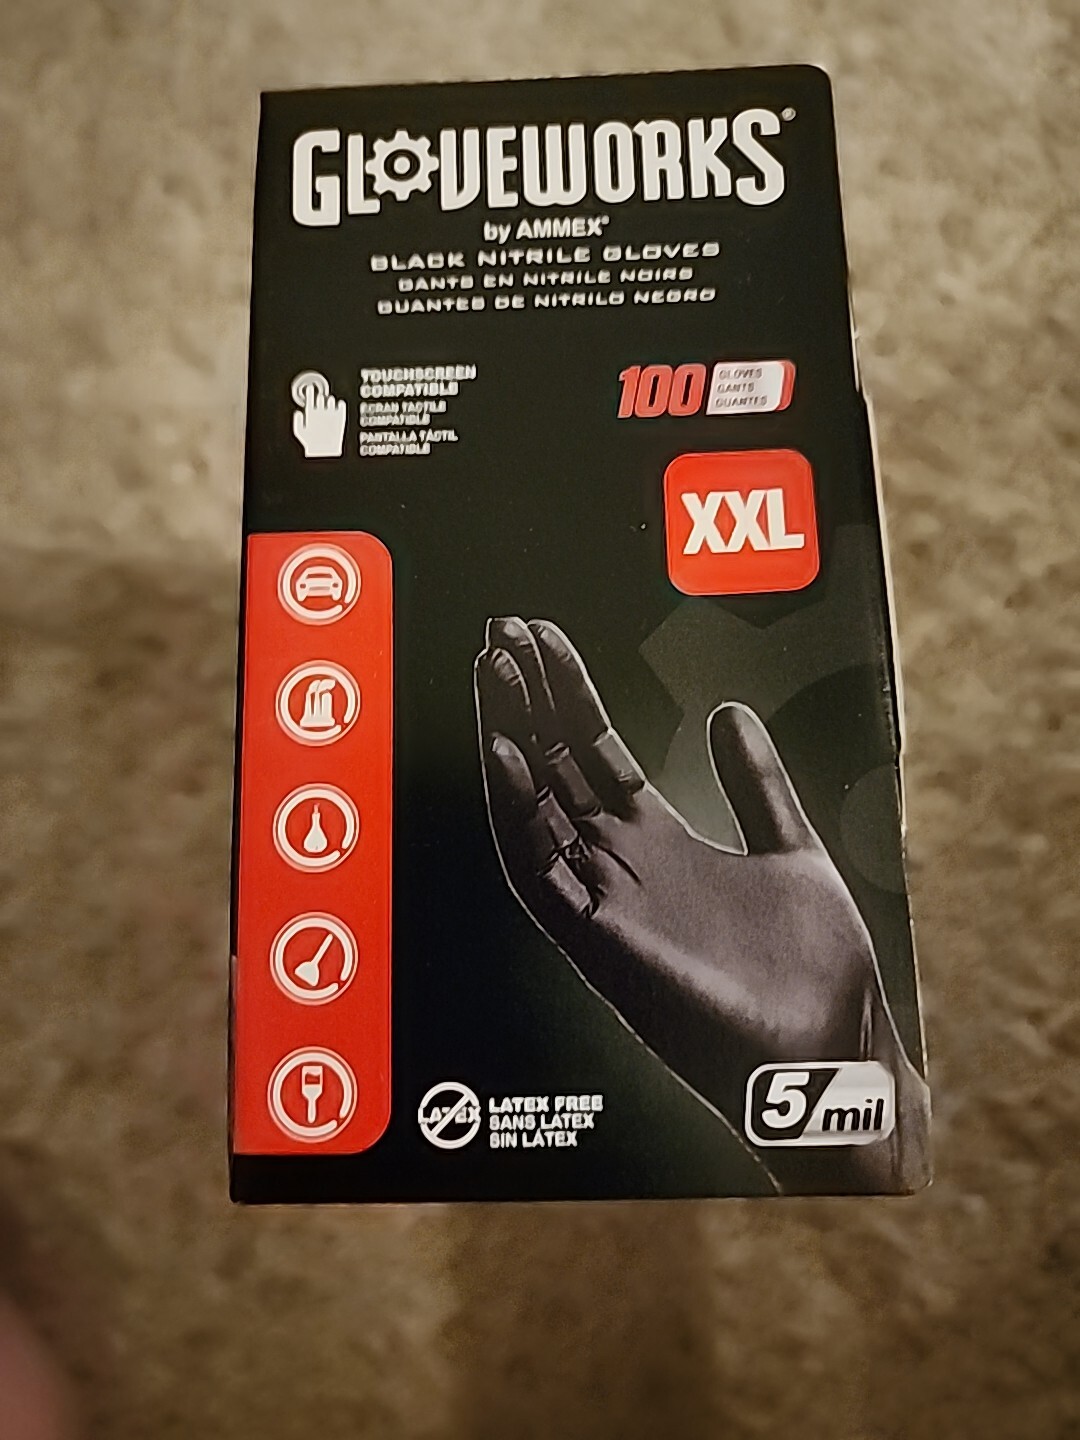 GLOVEWORKS®
by AMMEX®
BLACK NITRILE GLOVES
GANTS EN NITRILE NOIRS
GUANTES DE NITRILO NEGRO
TOUCHSCREEN
COMPATIBLE
ÉCRAN TACTILE
COMPATIBLE
PANTALLA TÁCTIL
COMPATIBLE
100
GLOVES
GANTS
GUANTES
XXL
LATEX
LATEX FREE
SANS LATEX
SIN LÁTEX
5/mil